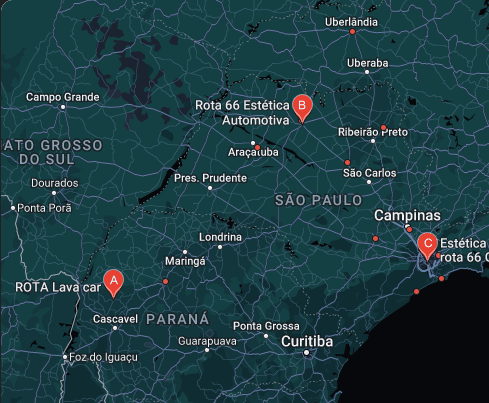 Uberlândia
Uberaba
Campo Grande
Rota 66 Estética
Automotiva
B
Ribeirão Preto
ATO GROSSO
DO SUL
Araçatuba
São Carlos
Dourados
Pres. Prudente
SÃO PAULO
Ponta Porã
Campinas
Londrina
C
Estética
rota 66
Maringá
ROTA Lava car
A
Cascavel
PARANÁ
Ponta Grossa
Guarapuava
Curitiba
Foz do Iguaçu